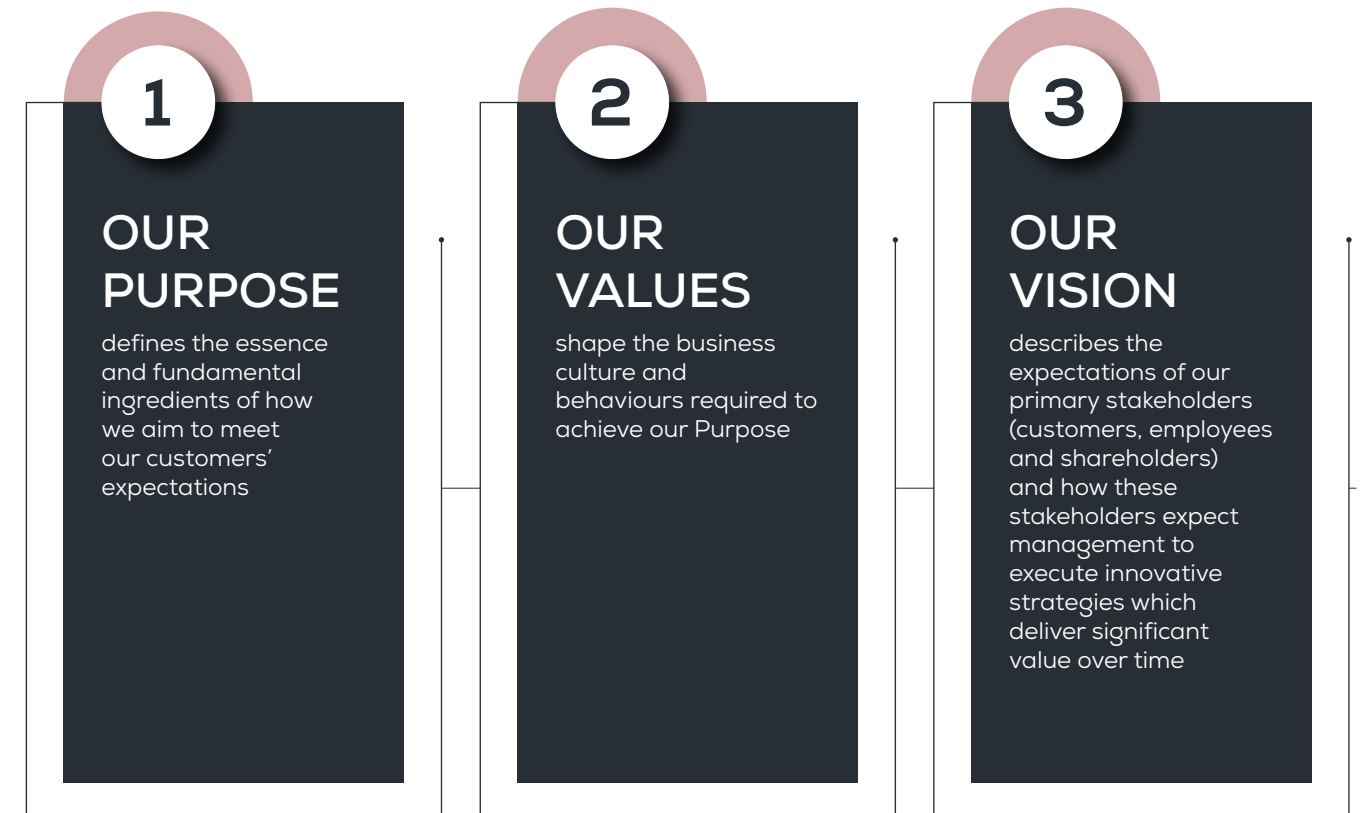 1
OUR
PURPOSE
defines the essence
and fundamental
ingredients of how
we aim to meet
our customers’
expectations
2
OUR
VALUES
shape the business
culture and
behaviours required to
achieve our Purpose
3
OUR
VISION
describes the
expectations of our
primary stakeholders
(customers, employees
and shareholders)
and how these
stakeholders expect
management to
execute innovative
strategies which
deliver significant
value over time